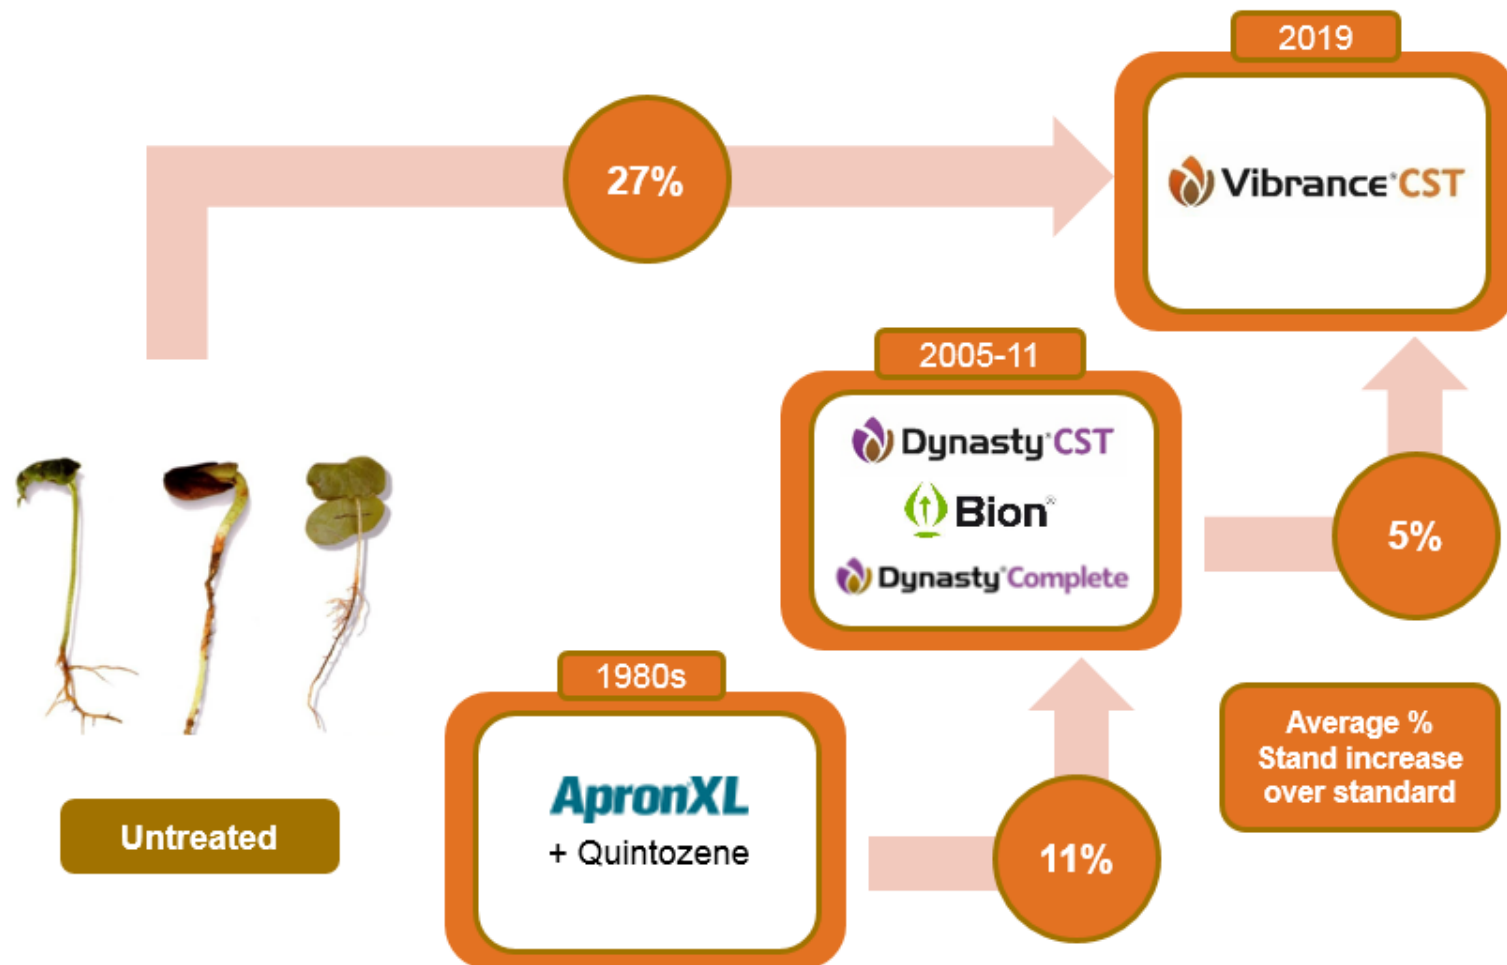 2019
27%
Vibrance® CST
2005-11
Dynasty® CST
Bion®
Dynasty® Complete
5%
1980s
ApronXL
+ Quintozene
11%
Average %
Stand increase
over standard
Untreated